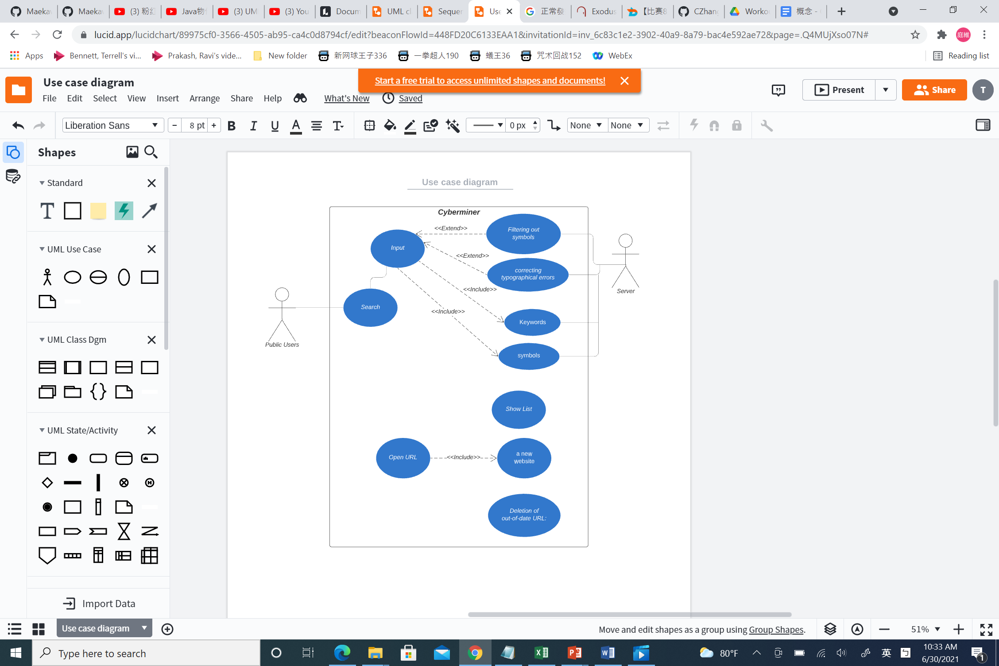 Maekaw
Maekaw
(3) 粉红
Java物件
(3) UM
(3) You
Docum
UML cl
Sequer
Use
正常發
Exodus
【比赛8
CZhang
Workou
概念 -
lucid.app/lucidchart/89975cf0-3566-4505-ab95-ca4c0d8794cf/edit?beaconFlowId=448FD20C6133EAA1&invitationId=inv_6c83c1e2-3902-40a9-8a79-bac4e592ae72&page=.Q4MUjXso07N#
庭維
Apps
Bennett, Terrell's vi...
Prakash, Ravi's vide...
New folder
新网球王子336
一拳超人190
蟻王36
咒术回战152
WebEx
Reading list
Use case diagram
Start a free trial to access unlimited shapes and documents!
File Edit Select View Insert Arrange Share Help
What's New
Saved
Present
Share
T
Liberation Sans
- 8 pt +
B I U A
0 px
None
None
Shapes
Standard
UML Use Case
UML Class Dgm
UML State/Activity
Import Data
Use case diagram
Cyberminer
<<Extend>>
Filtering out
symbols
Input
<<Extend>>
correcting
typographical errors
Server
<<Include>>
Search
<<Include>>
Keywords
Public Users
symbols
Show List
Open URL
<<Include>>
a new
website
Deletion of
out-of-date URL:
Use case diagram
Move and edit shapes as a group using Group Shapes.
51%
Type here to search
80°F
英
ㄅ
10:33 AM
6/30/2021
1